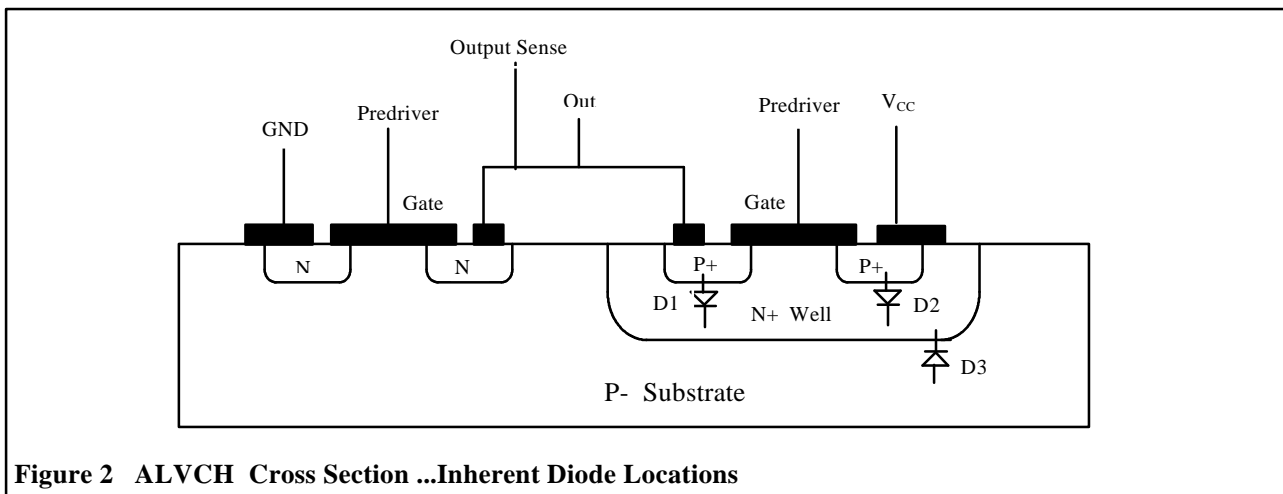 Output Sense
Out
Predriver
V_CC
Predriver
GND
Gate
Gate
N
N
P+
P+
D1
D2
N+ Well
D3
P- Substrate
Figure 2 ALVCH Cross Section ...Inherent Diode Locations